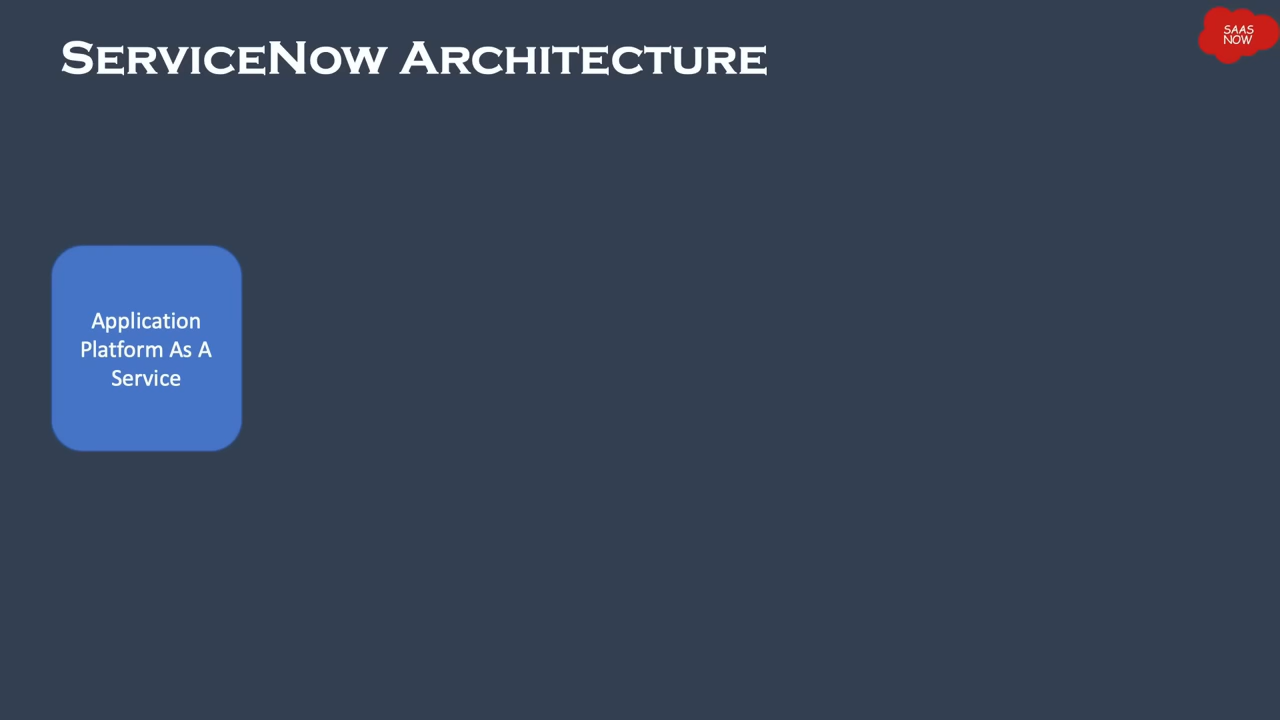 ServiceNow Architecture
SAAS
NOW
Application
Platform As A
Service